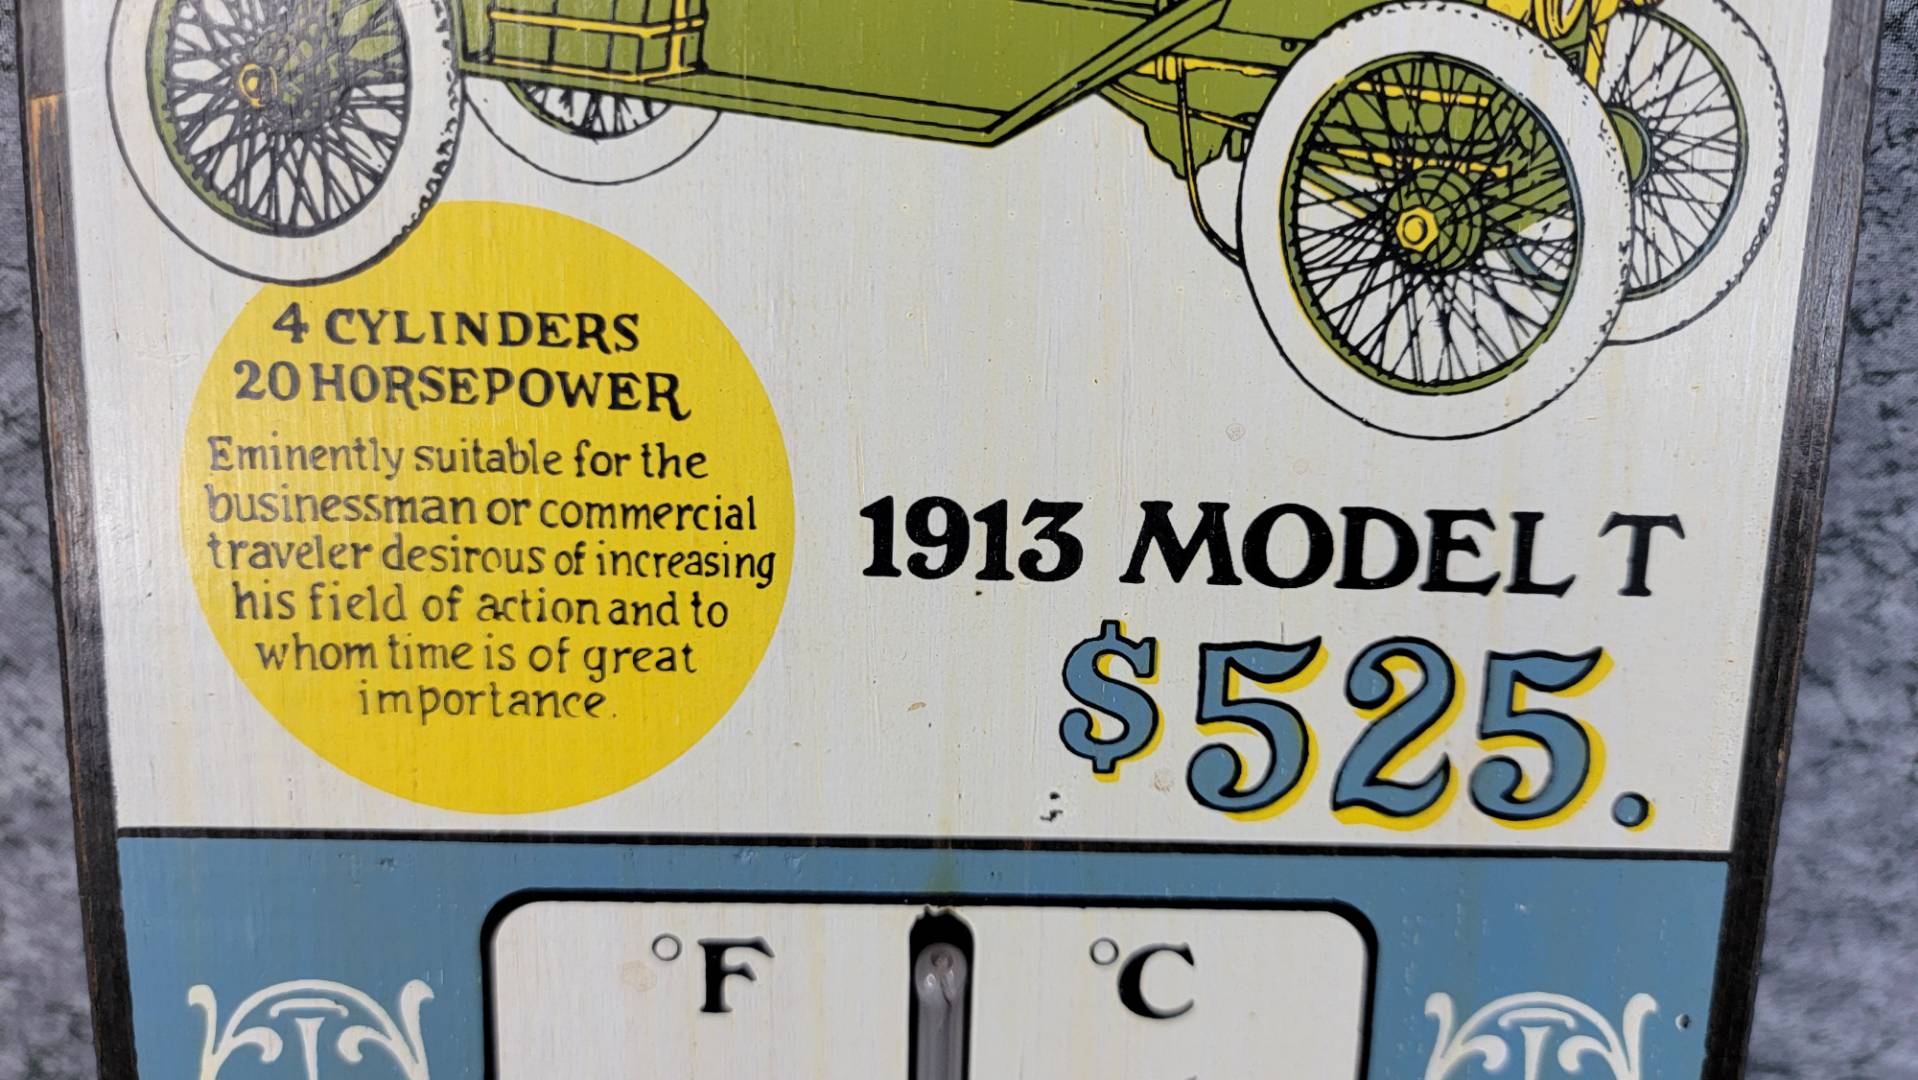 4 CYLINDERS
20 HORSEPOWER
Eminently suitable for the
businessman or commercial
traveler desirous of increasing
his field of action and to
whom time is of great
importance.
1913 MODEL T
$525.
°F °C